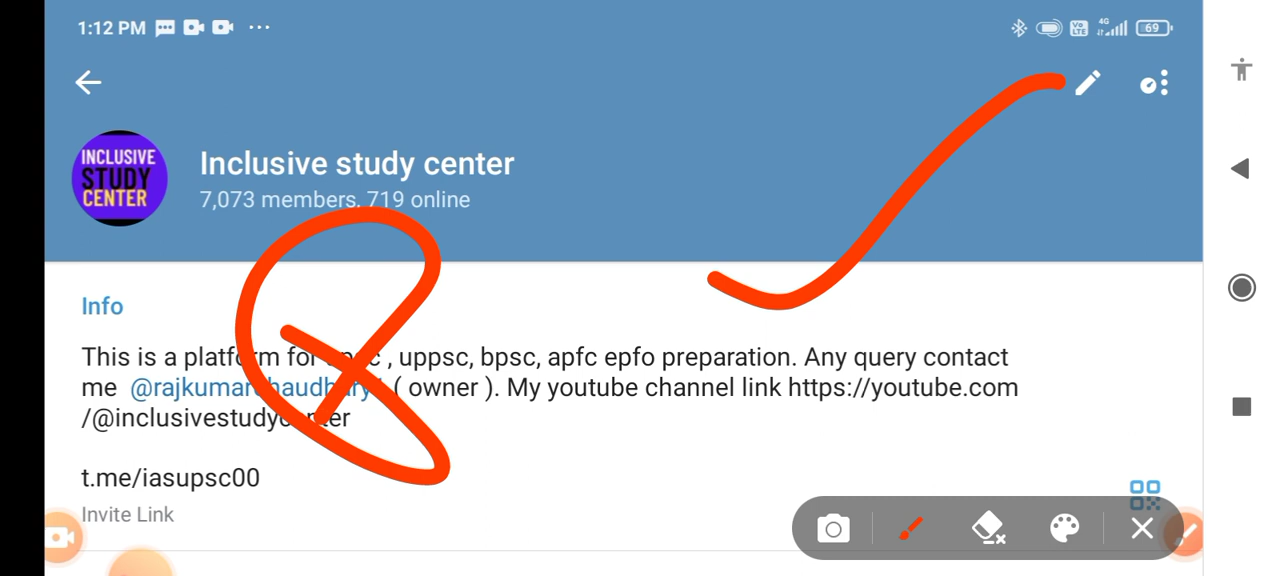 1:12 PM
4G
69
INCLUSIVE
STUDY
CENTER
Inclusive study center
7,073 members, 719 online
Info
This is a platform for upsc , uppsc, bpsc, apfc epfo preparation. Any query contact
me ( owner ). My youtube channel link https://youtube.com
/@inclusivestudycenter
t.me/iasupsc00
Invite Link